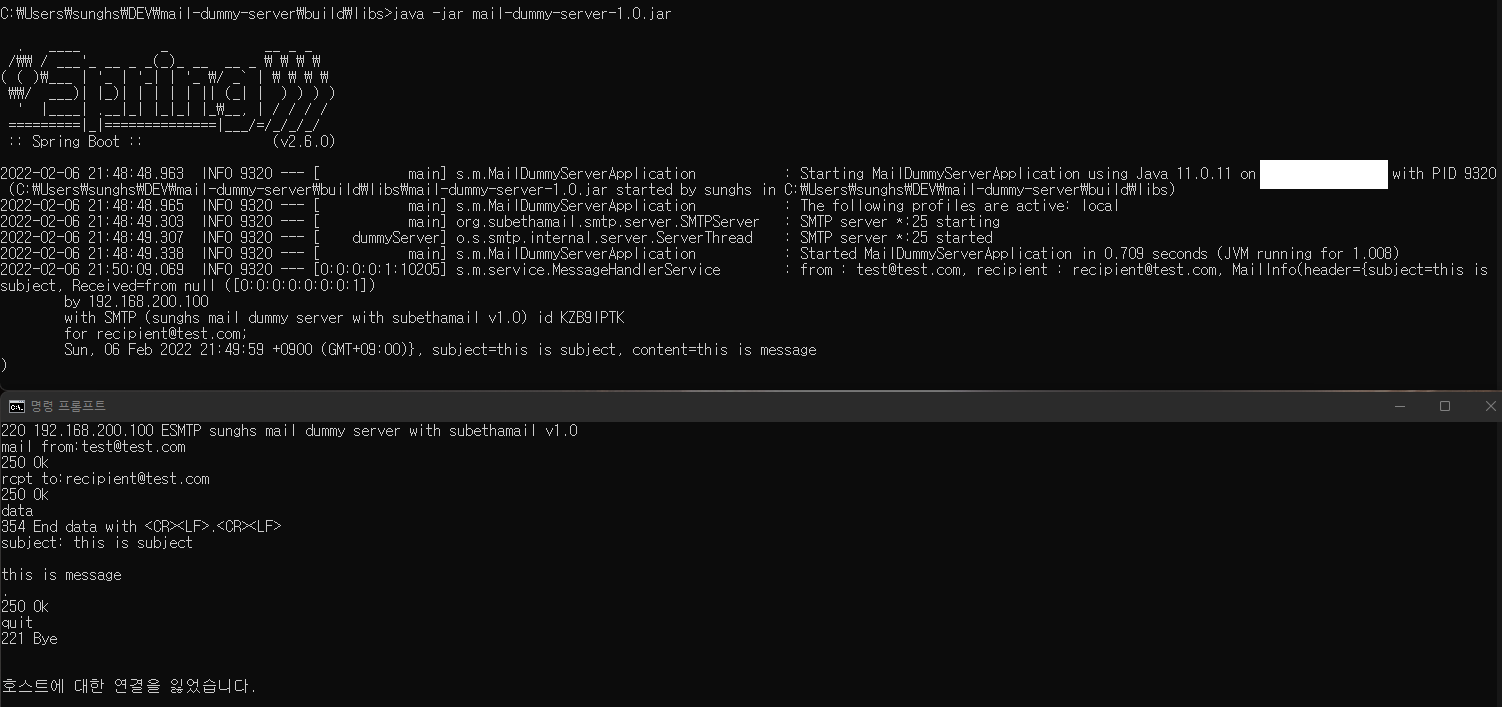 C:₩Users₩sunghs₩DEV₩mail-dummy-server₩build₩libs>java -jar mail-dummy-server-1.0.jar
  .   ____          _            __ _ _
 /₩₩ / ___'_ __ _ _(_)_ __  __ _ ₩ ₩ ₩ ₩
( ( )₩___ | '_ | '_| | '_ ₩/ _` | ₩ ₩ ₩ ₩
 ₩₩/  ___)| |_)| | | | | || (_| |  ) ) ) )
  '  |____| .__|_| |_|_| |_₩__, | / / / /
 =========|_|==============|___/=/_/_/_/
 :: Spring Boot ::                (v2.6.0)
2022-02-06 21:48:48.963  INFO 9320 --- [           main] s.m.MailDummyServerApplication           : Starting MailDummyServerApplication using Java 11.0.11 on with PID 9320
 (C:₩Users₩sunghs₩DEV₩mail-dummy-server₩build₩libs₩mail-dummy-server-1.0.jar started by sunghs in C:₩Users₩sunghs₩DEV₩mail-dummy-server₩build₩libs)
2022-02-06 21:48:48.965  INFO 9320 --- [           main] s.m.MailDummyServerApplication           : The following profiles are active: local
2022-02-06 21:48:49.303  INFO 9320 --- [           main] org.subethamail.smtp.server.SMTPServer   : SMTP server *:25 starting
2022-02-06 21:48:49.307  INFO 9320 --- [    dummyServer] o.s.smtp.internal.server.ServerThread    : SMTP server *:25 started
2022-02-06 21:48:49.338  INFO 9320 --- [           main] s.m.MailDummyServerApplication           : Started MailDummyServerApplication in 0.709 seconds (JVM running for 1.008)
2022-02-06 21:50:09.069  INFO 9320 --- [0:0:0:0:1:10205] s.m.service.MessageHandlerService        : from : test@test.com, recipient : recipient@test.com, MailInfo(header={subject=this is
subject, Received=from null ([0:0:0:0:0:0:0:1])
        by 192.168.200.100
        with SMTP (sunghs mail dummy server with subethamail v1.0) id KZB9IPTK
        for recipient@test.com;
        Sun, 06 Feb 2022 21:49:59 +0900 (GMT+09:00)}, subject=this is subject, content=this is message
)
명령 프롬프트
220 192.168.200.100 ESMTP sunghs mail dummy server with subethamail v1.0
mail from:test@test.com
250 Ok
rcpt to:recipient@test.com
250 Ok
data
354 End data with <CR><LF>.<CR><LF>
subject: this is subject
this is message
.
250 Ok
quit
221 Bye
호스트에 대한 연결을 잃었습니다.